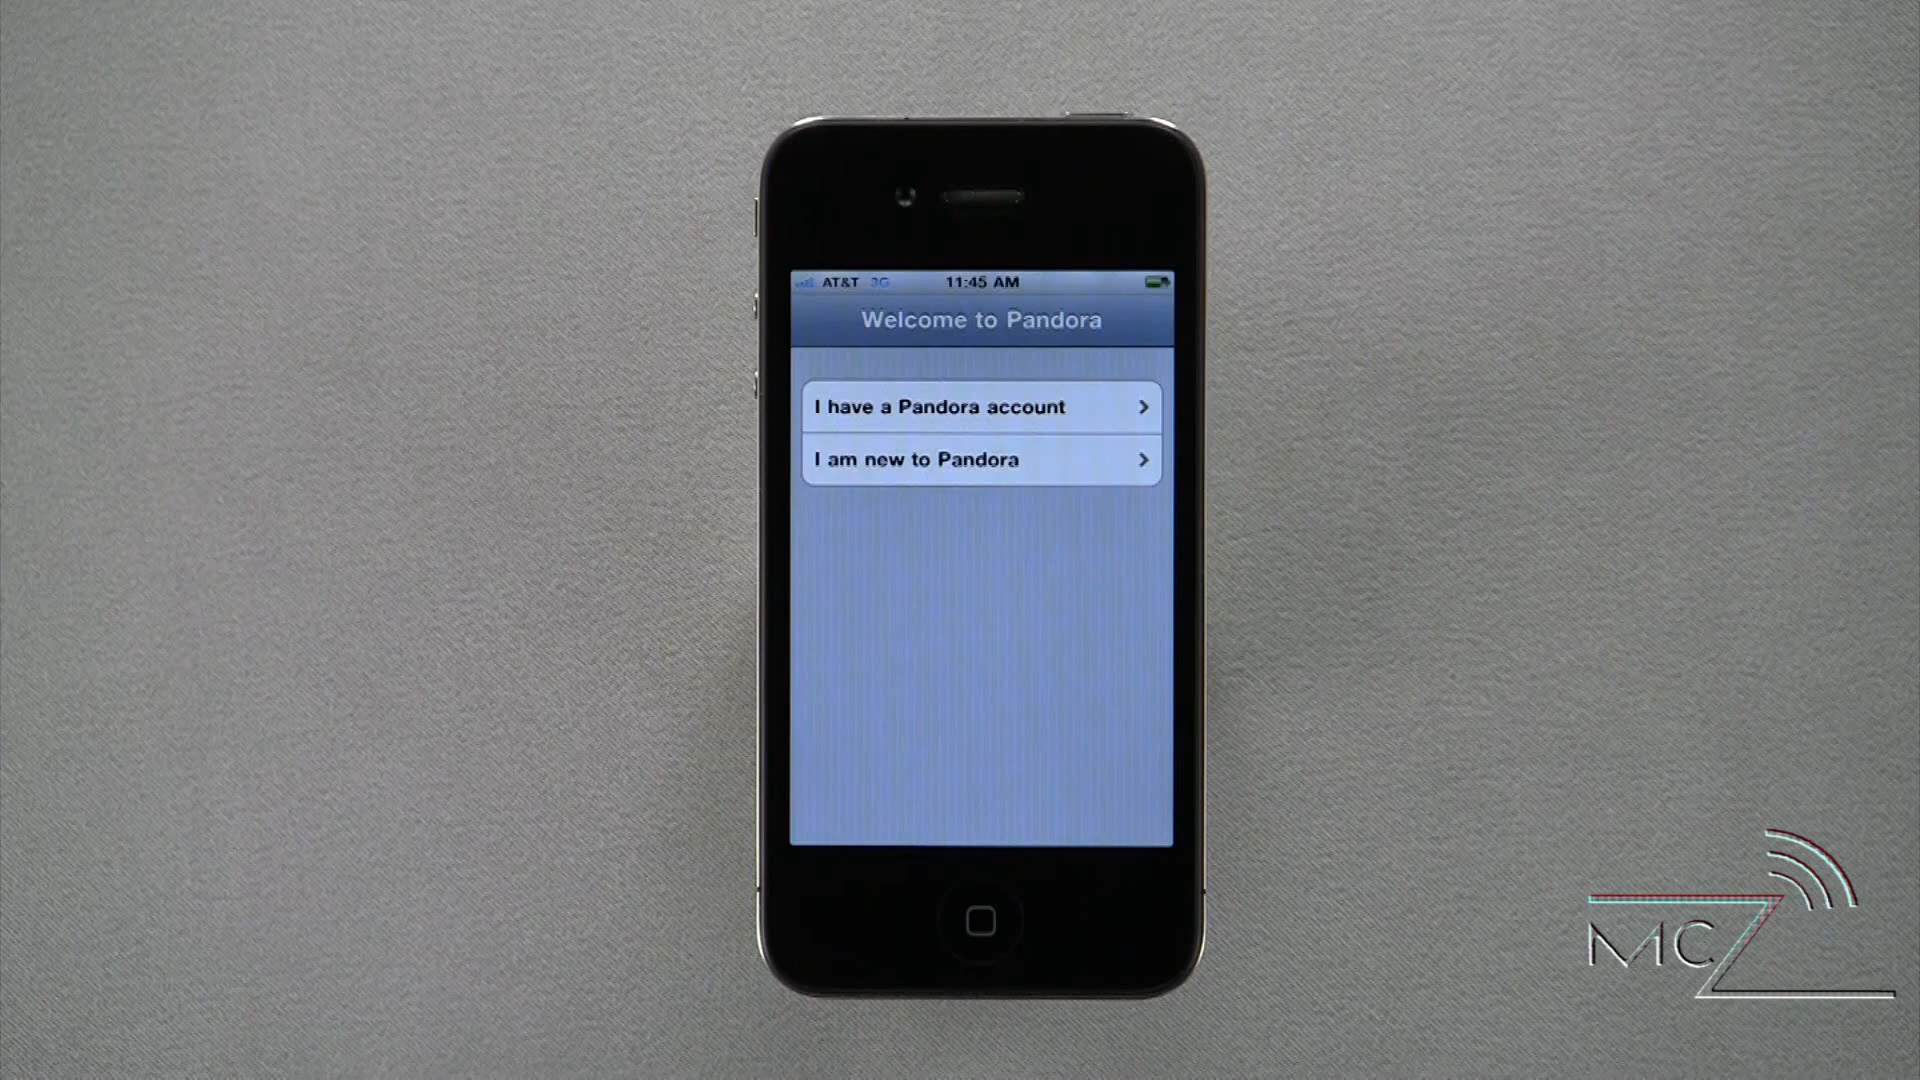 AT&T 3G 11:45 AM
Welcome to Pandora
I have a Pandora account
I am new to Pandora
MCZ